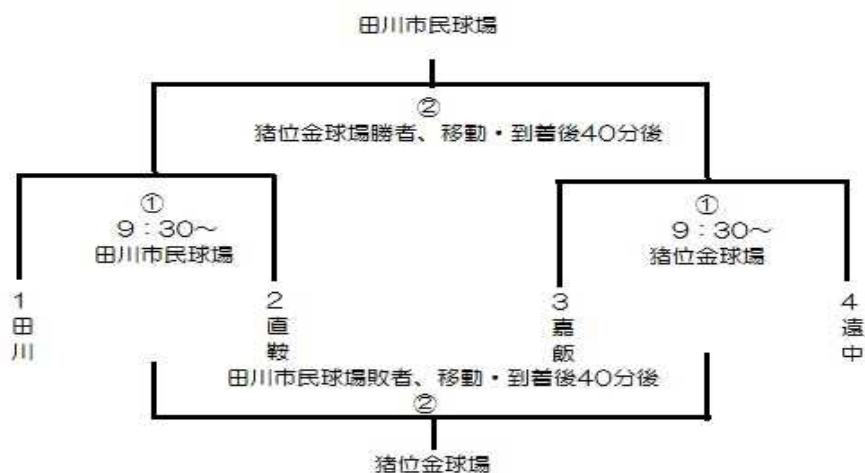 田川市民球場
②
猪位金球場勝者、移動・到着後40分後
①
9:30～
田川市民球場
①
9:30～
猪位金球場
1
田
川
2
直
鞍
3
嘉
飯
4
遠
中
田川市民球場敗者、移動・到着後40分後
②
猪位金球場